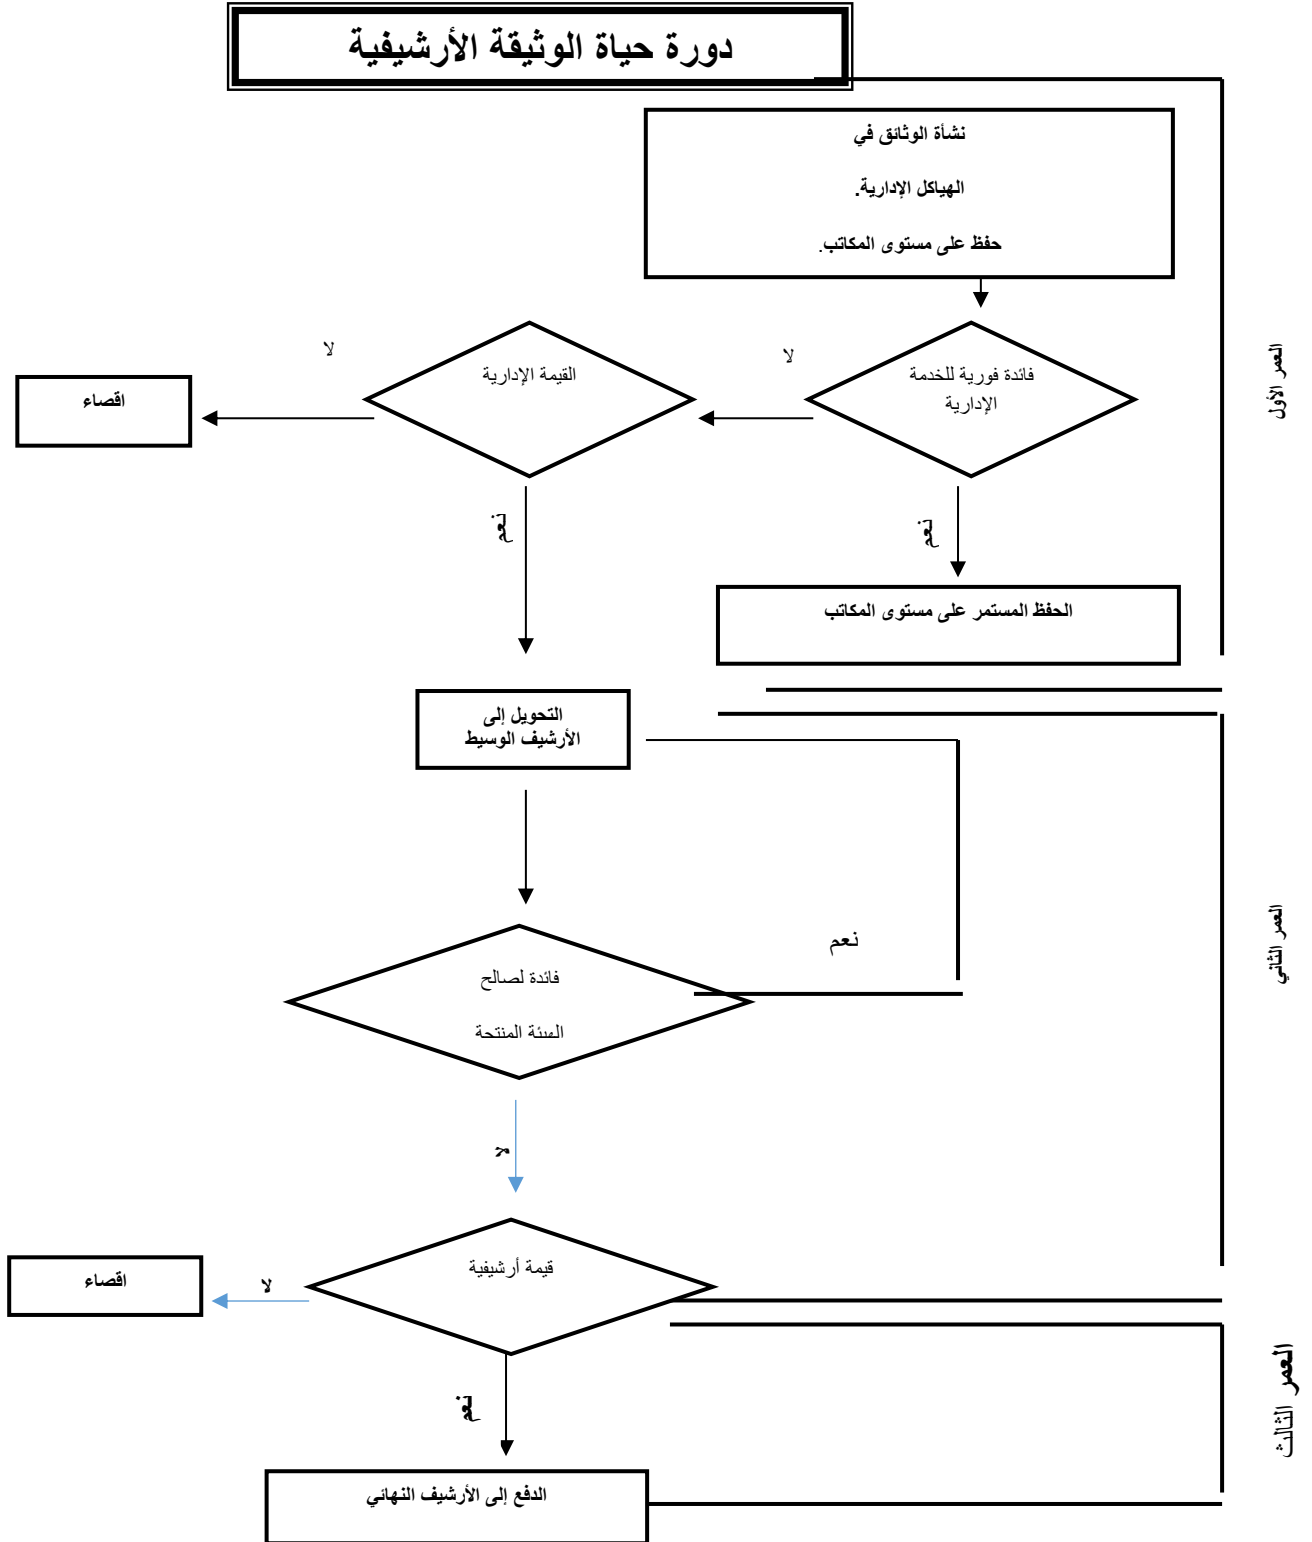 دورة حياة الوثيقة الأرشيفية
نشأة الوثائق في
الهياكل الإدارية.
حفظ على مستوى المكاتب.
العمر الأول
فائدة فورية للخدمة
الإدارية
لا
القيمة الإدارية
لا
اقصاء
نعم
نعم
الحفظ المستمر على مستوى المكاتب
التحويل إلى
الأرشيف الوسيط
العمر الثاني
نعم
فائدة لصالح
الهيئة المنتجة
لا
قيمة أرشيفية
لا
اقصاء
العمر الثالث
نعم
الدفع إلى الأرشيف النهائي